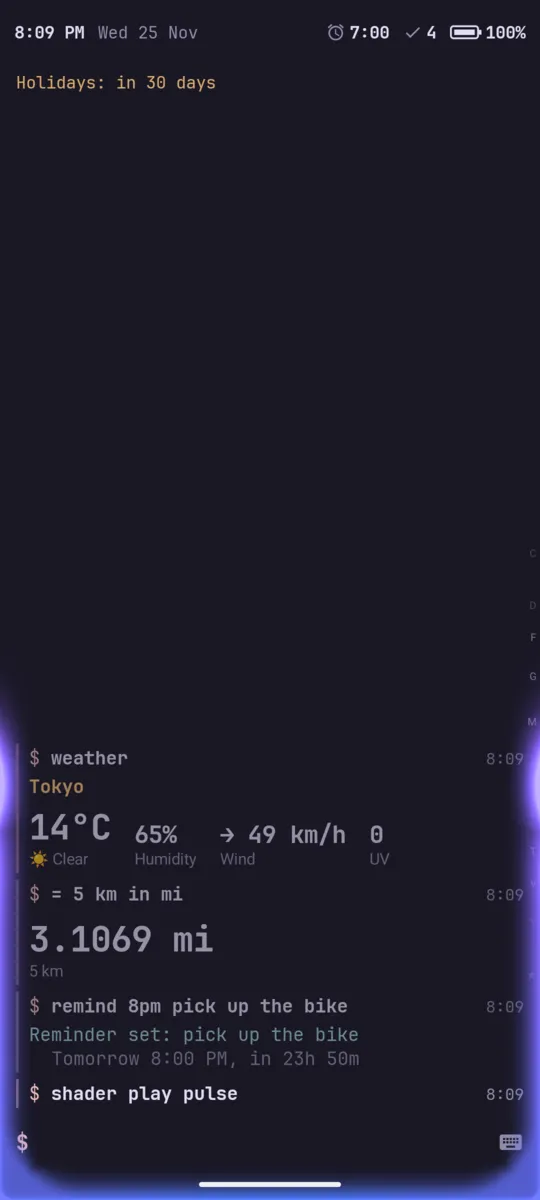 8:09 PM Wed 25 Nov 7:00 4 100%
Holidays: in 30 days
C
D
F
G
M
$ weather 8:09
Tokyo
14°C 65% → 49 km/h 0
☀️ Clear Humidity Wind UV
$ = 5 km in mi 8:09
3.1069 mi
5 km
$ remind 8pm pick up the bike 8:09
Reminder set: pick up the bike
Tomorrow 8:00 PM, in 23h 50m
$ shader play pulse 8:09
$